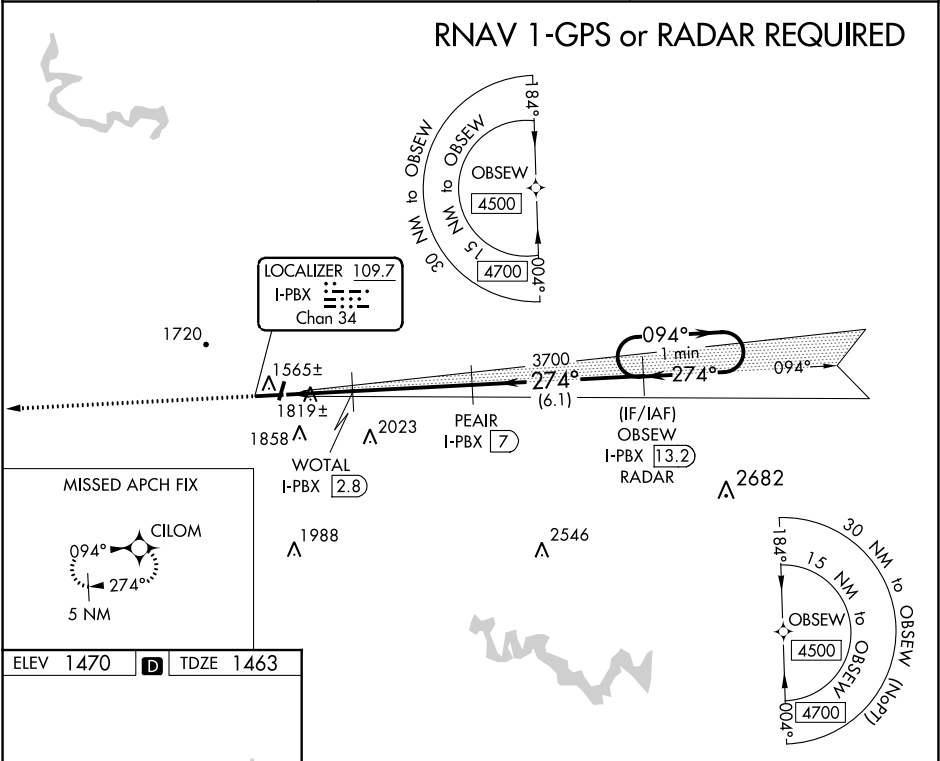 RNAV 1-GPS or RADAR REQUIRED
184°
30 NM to OBSEW
15 NM to OBSEW
OBSEW
4500
4700
004°
LOCALIZER 109.7
I-PBX
Chan 34
1720
1565±
1819±
1858
2023
WOTAL
I-PBX 2.8
PEAIR
I-PBX 7
3700
274°
(6.1)
094°
1 min
274°
094°
(IF/IAF)
OBSEW
I-PBX 13.2
RADAR
2682
1988
2546
MISSED APCH FIX
CILOM
094°
274°
5 NM
184°
30 NM to OBSEW (NoPT)
15 NM to OBSEW
OBSEW
4500
4700
004°
ELEV 1470 D TDZE 1463